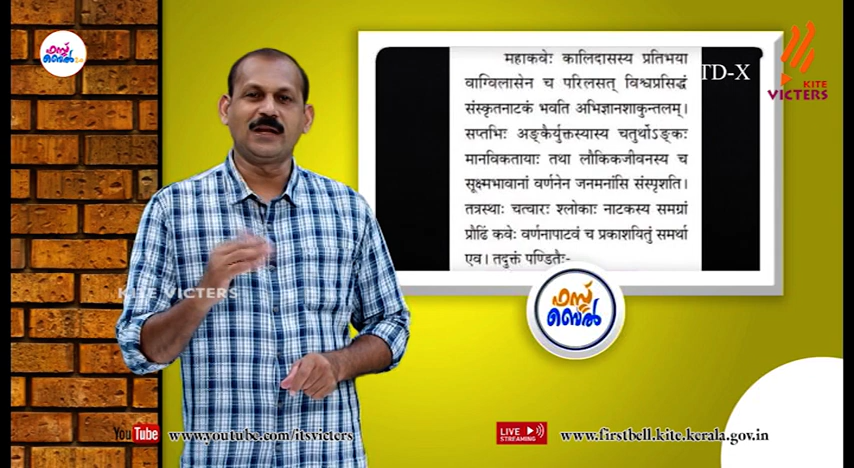 ഫസ്റ്റ്
ബെൽ
KITE
VICTERS
TD-X
महाकवेः कालिदासस्य प्रतिभया
वाग्विलासेन च परिलसत् विश्वप्रसिद्धं
संस्कृतनाटकं भवति अभिज्ञानशाकुन्तलम्।
सप्तभिः अङ्कैर्युक्तस्यास्य चतुर्थोऽङ्कः
मानविकतायाः तथा लौकिकजीवनस्य च
सूक्ष्मभावानां वर्णनेन जनमनांसि संस्पृशति।
तत्रस्थाः चत्वारः श्लोकाः नाटकस्य समग्रां
प्रौढिं कवेः वर्णनापाटवं च प्रकाशयितुं समर्था
एव। तदुक्तं पण्डितैः-
KITE VICTERS
ഫസ്റ്റ്
ബെൽ
YouTube www.youtube.com/itsvicters
LIVE STREAMING www.firstbell.kite.kerala.gov.in